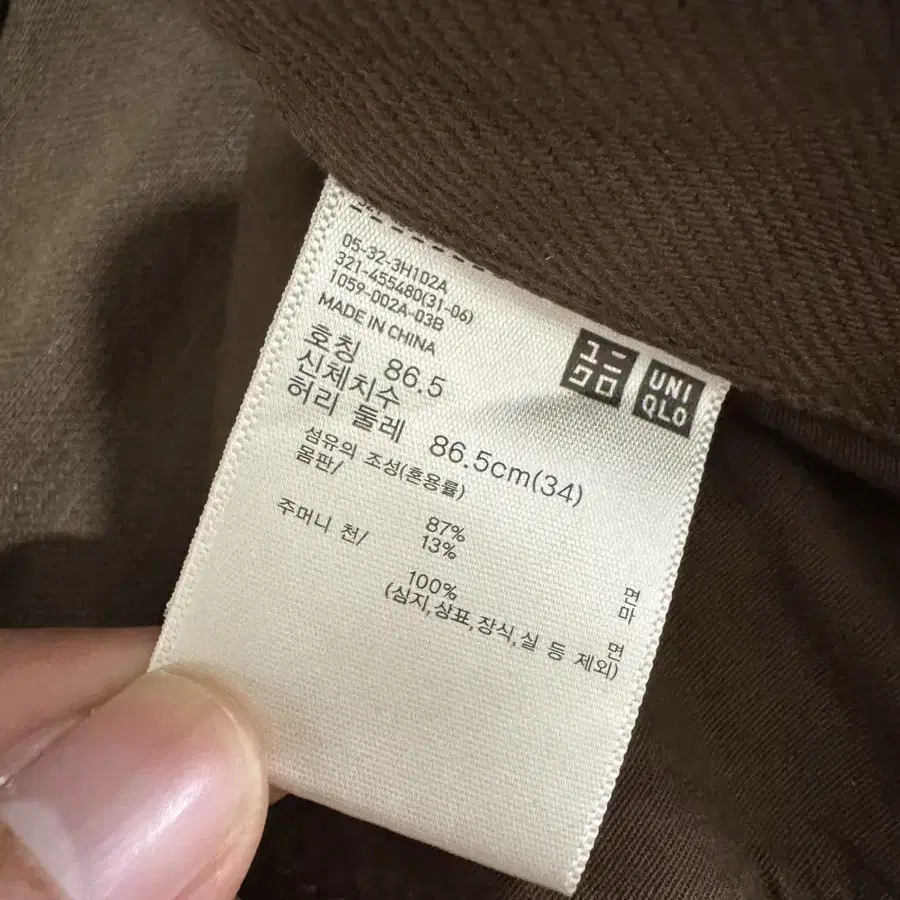 05-32-3H102A
321-455480(31-06)
1059-002A-03B
MADE IN CHINA
ユニ
クロ
UNI
QLO
호칭 86.5
신체치수
허리 둘레 86.5cm(34)
섬유의 조성(혼용률)
몸판/
87% 면
13% 마
주머니 천/
100% 면
(심지,상표,장식,실 등 제외)